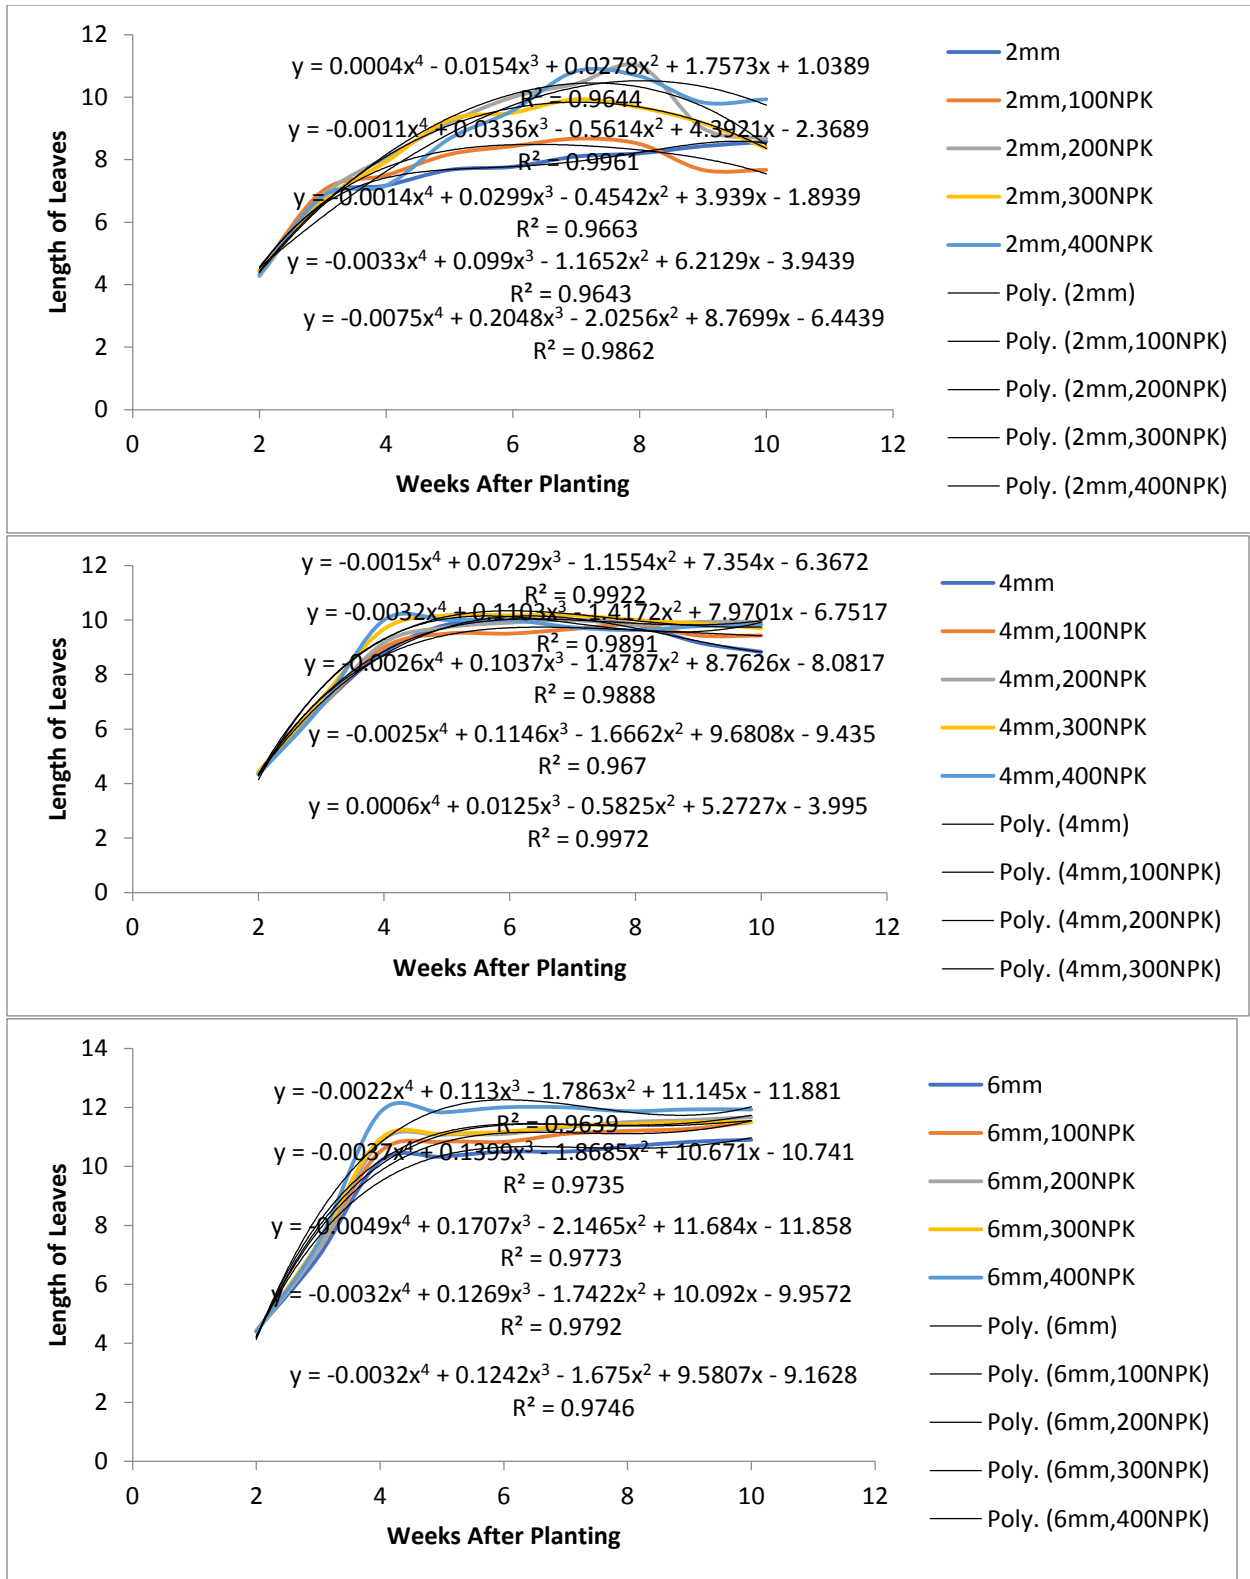 12
10
8
6
4
2
0
0 2 4 6 8 10 12
Length of Leaves
Weeks After Planting
y = 0.0004x⁴ - 0.0154x³ + 0.0278x² + 1.7573x + 1.0389
R² = 0.9644
y = -0.0011x⁴ + 0.0336x³ - 0.5614x² + 4.3921x - 2.3689
R² = 0.9961
y = -0.0014x⁴ + 0.0299x³ - 0.4542x² + 3.939x - 1.8939
R² = 0.9663
y = -0.0033x⁴ + 0.099x³ - 1.1652x² + 6.2129x - 3.9439
R² = 0.9643
y = -0.0075x⁴ + 0.2048x³ - 2.0256x² + 8.7699x - 6.4439
R² = 0.9862
2mm
2mm,100NPK
2mm,200NPK
2mm,300NPK
2mm,400NPK
Poly. (2mm)
Poly. (2mm,100NPK)
Poly. (2mm,200NPK)
Poly. (2mm,300NPK)
Poly. (2mm,400NPK)
12
10
8
6
4
2
0
0 2 4 6 8 10 12
Length of Leaves
Weeks After Planting
y = -0.0015x⁴ + 0.0729x³ - 1.1554x² + 7.354x - 6.3672
R² = 0.9922
y = -0.0032x⁴ + 0.1103x³ - 1.4172x² + 7.9701x - 6.7517
R² = 0.9891
y = -0.0026x⁴ + 0.1037x³ - 1.4787x² + 8.7626x - 8.0817
R² = 0.9888
y = -0.0025x⁴ + 0.1146x³ - 1.6662x² + 9.6808x - 9.435
R² = 0.967
y = 0.0006x⁴ + 0.0125x³ - 0.5825x² + 5.2727x - 3.995
R² = 0.9972
4mm
4mm,100NPK
4mm,200NPK
4mm,300NPK
4mm,400NPK
Poly. (4mm)
Poly. (4mm,100NPK)
Poly. (4mm,200NPK)
Poly. (4mm,300NPK)
14
12
10
8
6
4
2
0
0 2 4 6 8 10 12
Length of Leaves
Weeks After Planting
y = -0.0022x⁴ + 0.113x³ - 1.7863x² + 11.145x - 11.881
R² = 0.9639
y = -0.0037x⁴ + 0.1399x³ - 1.8685x² + 10.671x - 10.741
R² = 0.9735
y = -0.0049x⁴ + 0.1707x³ - 2.1465x² + 11.684x - 11.858
R² = 0.9773
y = -0.0032x⁴ + 0.1269x³ - 1.7422x² + 10.092x - 9.9572
R² = 0.9792
y = -0.0032x⁴ + 0.1242x³ - 1.675x² + 9.5807x - 9.1628
R² = 0.9746
6mm
6mm,100NPK
6mm,200NPK
6mm,300NPK
6mm,400NPK
Poly. (6mm)
Poly. (6mm,100NPK)
Poly. (6mm,200NPK)
Poly. (6mm,300NPK)
Poly. (6mm,400NPK)